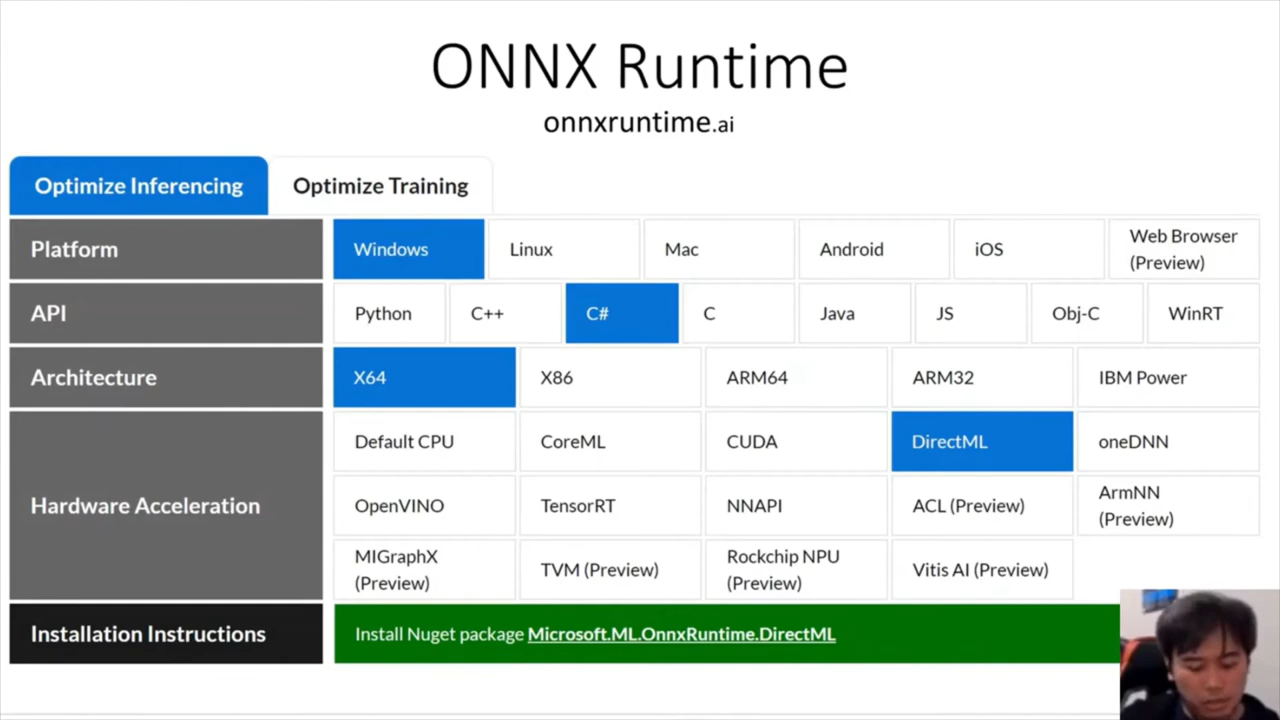 ONNX Runtime
onnxruntime.ai
Optimize Inferencing
Optimize Training
Platform
Windows
Linux
Mac
Android
iOS
Web Browser
(Preview)
API
Python
C++
C#
C
Java
JS
Obj-C
WinRT
Architecture
X64
X86
ARM64
ARM32
IBM Power
Hardware Acceleration
Default CPU
CoreML
CUDA
DirectML
oneDNN
OpenVINO
TensorRT
NNAPI
ACL (Preview)
ArmNN
(Preview)
MIGraphX
(Preview)
TVM (Preview)
Rockchip NPU
(Preview)
Vitis AI (Preview)
Installation Instructions
Install Nuget package Microsoft.ML.OnnxRuntime.DirectML